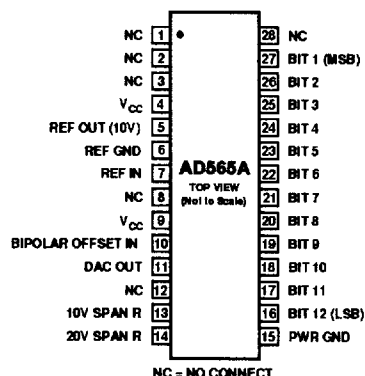 NC 1 28 NC
NC 2 27 BIT 1 (MSB)
NC 3 26 BIT 2
VCC 4 25 BIT 3
REF OUT (10V) 5 24 BIT 4
REF GND 6 23 BIT 5
REF IN 7 22 BIT 6
AD565A
TOP VIEW
(Not to Scale)
NC 8 21 BIT 7
VCC 9 20 BIT 8
BIPOLAR OFFSET IN 10 19 BIT 9
DAC OUT 11 18 BIT 10
NC 12 17 BIT 11
10V SPAN R 13 16 BIT 12 (LSB)
20V SPAN R 14 15 PWR GND
NC = NO CONNECT